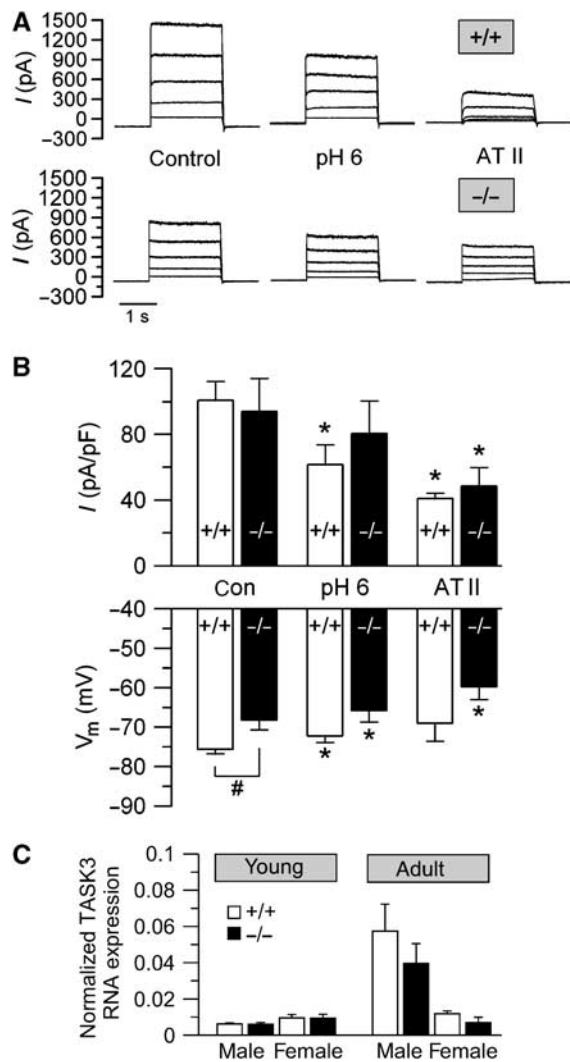 A
1500
1200
900
600
300
0
−300
I (pA)
+/+
Control
pH 6
AT II
1500
1200
900
600
300
0
−300
I (pA)
−/−
1 s
B
120
80
40
0
I (pA/pF)
* * *
+/+ −/− +/+ −/− +/+ −/−
Con
pH 6
AT II
−40
−50
−60
−70
−80
−90
Vm (mV)
+/+ −/− +/+ −/− +/+ −/−
* * *
#
C
0.1
0.08
0.06
0.04
0.012
0
Normalized TASK3
RNA expression
Young
Adult
+/+
−/−
Male Female Male Female